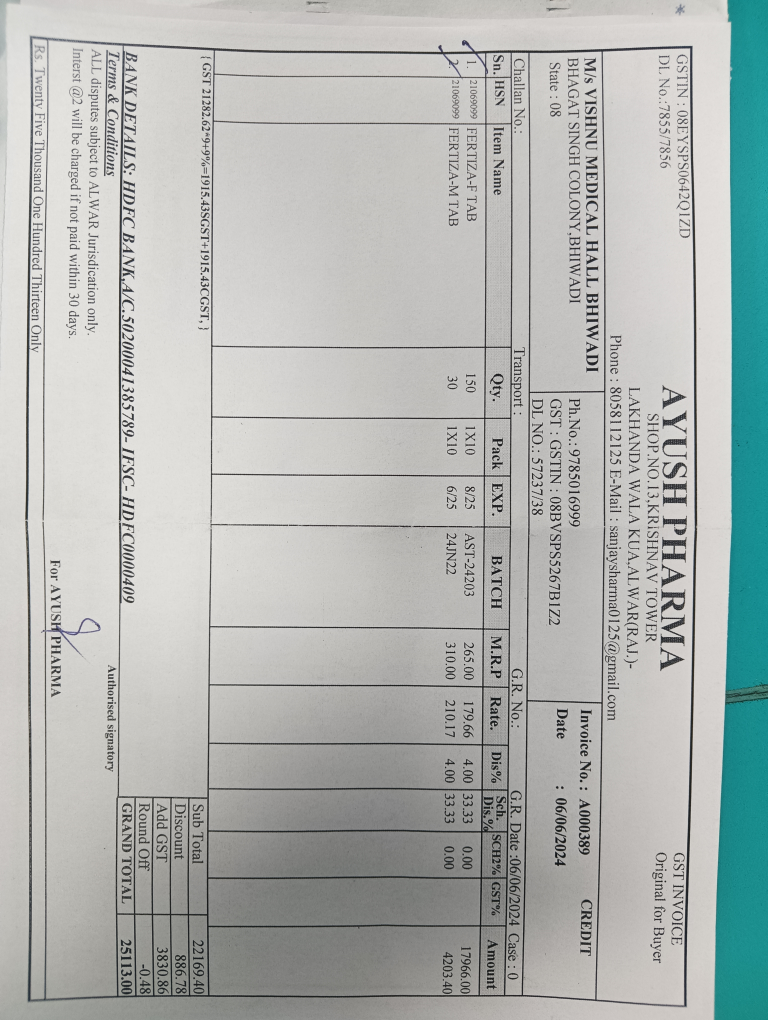 GSTIN : 08EYSPS0642Q1ZD
DL No.:7855/7856
GST INVOICE
Original for Buyer
AYUSH PHARMA
SHOP.NO.13,KRISHNAV TOWER
LAKHANDA WALA KUA,ALWAR(RAJ.)-
Phone : 8058112125 E-Mail : sanjaysharma0125@gmail.com
M/s VISHNU MEDICAL HALL BHIWADI
BHAGAT SINGH COLONY,BHIWADI
State : 08
Ph.No.: 9785016999
GST : GSTIN : 08BVSPS5267B1Z2
DL NO.: 57237/38
Invoice No. : A000389 CREDIT
Date : 06/06/2024
Challan No.: Transport : G.R. No.: G.R. Date :06/06/2024 Case : 0
Sn. HSN Item Name Qty. Pack EXP. BATCH M.R.P Rate. Dis% Sch. Dis.% SCH2% GST% Amount
1. 21069099 FERTIZA-F TAB 150 1X10 8/25 AST-24203 265.00 179.66 4.00 33.33 0.00 17966.00
2. 21069099 FERTIZA-M TAB 30 1X10 6/25 24JN22 310.00 210.17 4.00 33.33 0.00 4203.40
{ GST 21282.62*9+9%=1915.43SGST+1915.43CGST, }
Sub Total 22169.40
Discount 886.78
Add GST 3830.86
Round Off -0.48
GRAND TOTAL 25113.00
BANK DETAILS: HDFC BANK,A/C.50200041385789- IFSC- HDFC0000409
Terms & Conditions
ALL disputes subject to ALWAR Jurisdication only.
Interst @2 will be charged if not paid within 30 days.
Authorised signatory
For AYUSH PHARMA
Rs. Twenty Five Thousand One Hundred Thirteen Only